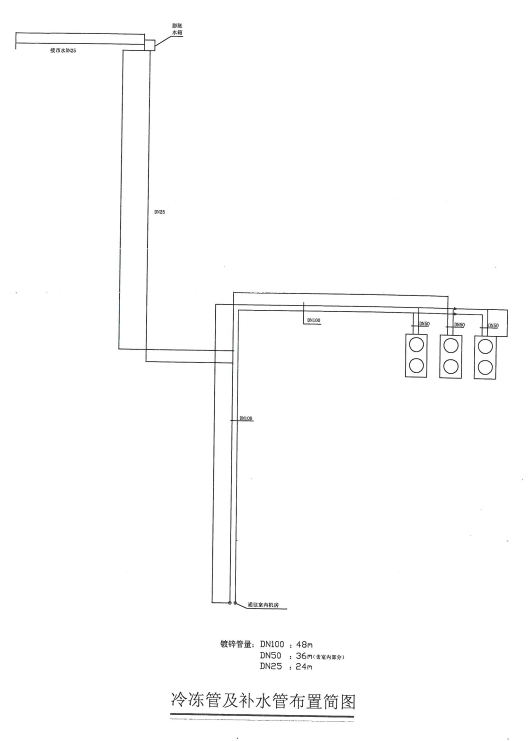 膨胀
水箱
接市水DN25
DN25
DN100
DN50
DN50
DN50
DN100
通往室内机房
镀锌管量: DN100 : 48m
DN50 : 36m(含室内部分)
DN25 : 24m
冷冻管及补水管布置简图